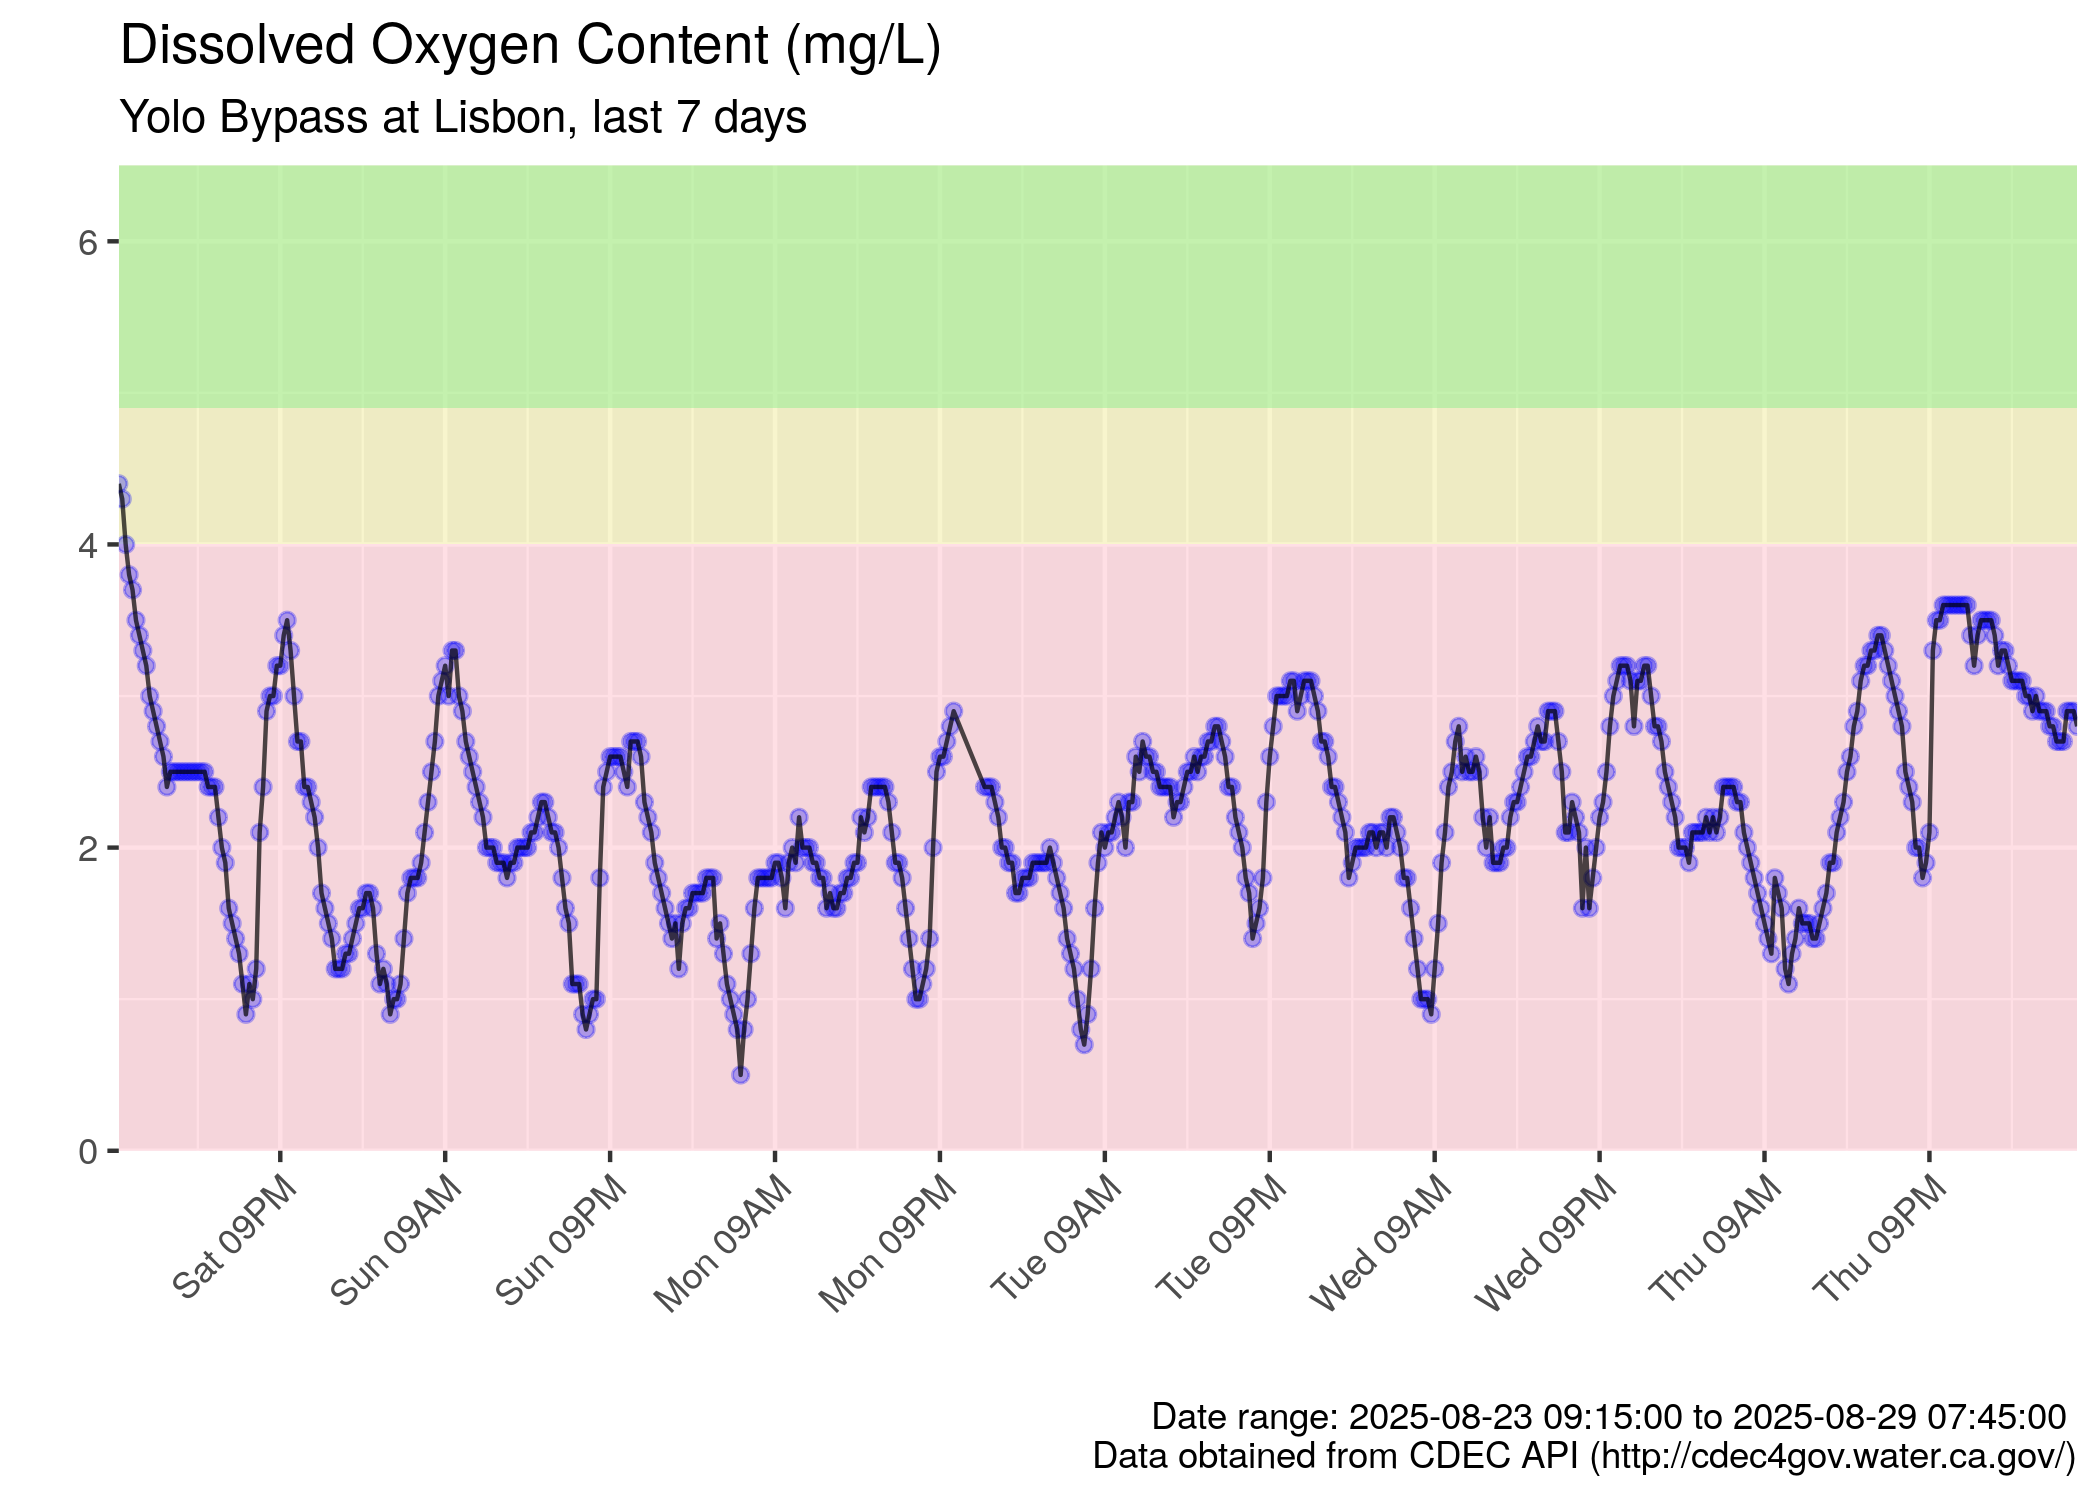 Dissolved Oxygen Content (mg/L)
Yolo Bypass at Lisbon, last 7 days
6
4
2
0
Sat 09PM
Sun 09AM
Sun 09PM
Mon 09AM
Mon 09PM
Tue 09AM
Tue 09PM
Wed 09AM
Wed 09PM
Thu 09AM
Thu 09PM
Date range: 2025-08-23 09:15:00 to 2025-08-29 07:45:00
Data obtained from CDEC API (http://cdec4gov.water.ca.gov/)